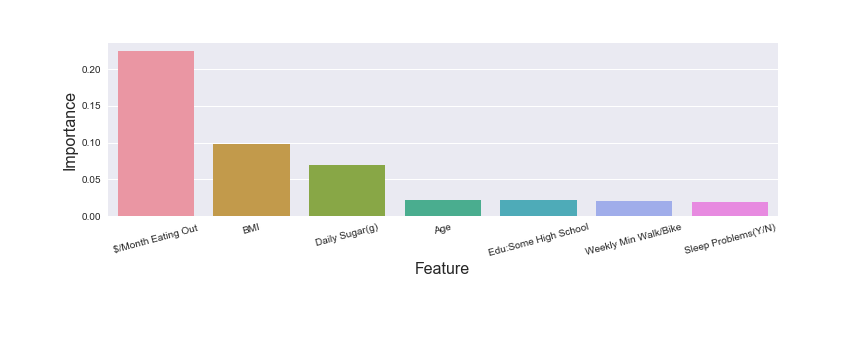 Importance
0.20
0.15
0.10
0.05
0.00
$/Month Eating Out
BMI
Daily Sugar(g)
Age
Edu:Some High School
Weekly Min Walk/Bike
Sleep Problems(Y/N)
Feature